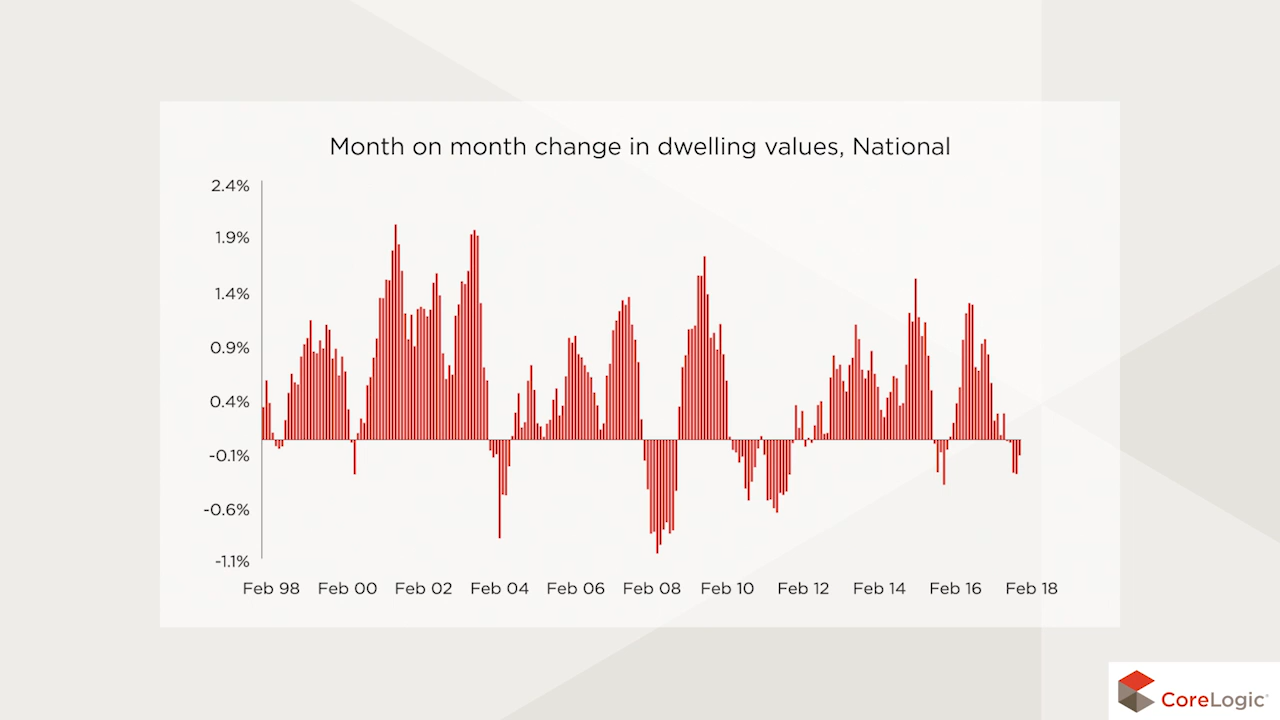 Month on month change in dwelling values, National
2.4%
1.9%
1.4%
0.9%
0.4%
-0.1%
-0.6%
-1.1%
Feb 98 Feb 00 Feb 02 Feb 04 Feb 06 Feb 08 Feb 10 Feb 12 Feb 14 Feb 16 Feb 18
CoreLogic®